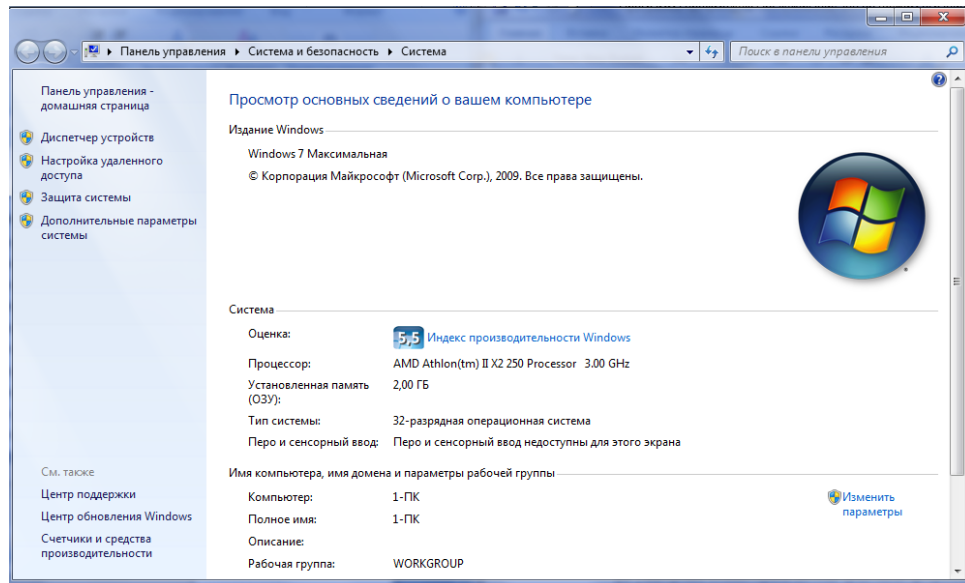 Панель управления ▸ Система и безопасность ▸ Система
Поиск в панели управления
Панель управления -
домашняя страница
Диспетчер устройств
Настройка удаленного
доступа
Защита системы
Дополнительные параметры
системы
См. также
Центр поддержки
Центр обновления Windows
Счетчики и средства
производительности
Просмотр основных сведений о вашем компьютере
Издание Windows
Windows 7 Максимальная
© Корпорация Майкрософт (Microsoft Corp.), 2009. Все права защищены.
Система
Оценка: 5,5 Индекс производительности Windows
Процессор: AMD Athlon(tm) II X2 250 Processor 3.00 GHz
Установленная память
(ОЗУ): 2,00 ГБ
Тип системы: 32-разрядная операционная система
Перо и сенсорный ввод: Перо и сенсорный ввод недоступны для этого экрана
Имя компьютера, имя домена и параметры рабочей группы
Компьютер: 1-ПК
Изменить
параметры
Полное имя: 1-ПК
Описание:
Рабочая группа: WORKGROUP